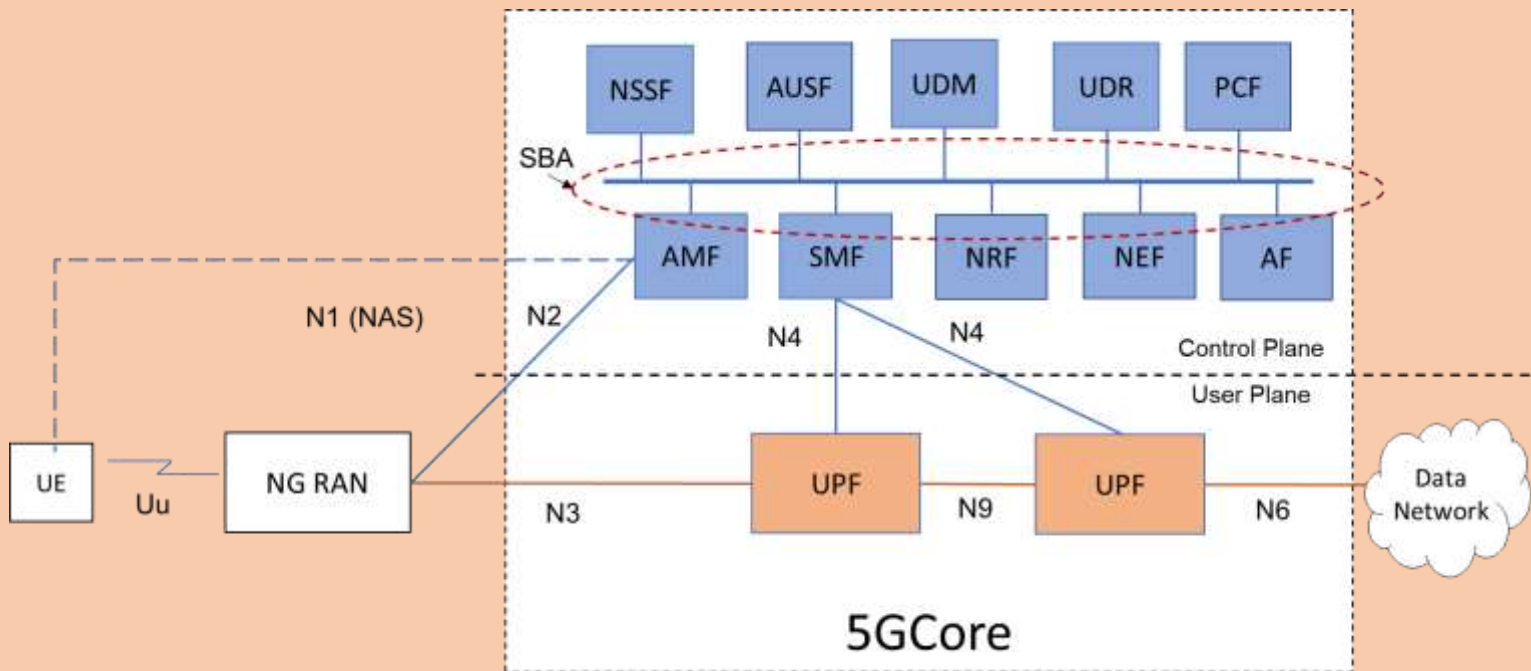 NSSF
AUSF
UDM
UDR
PCF
SBA
AMF
SMF
NRF
NEF
AF
N1 (NAS)
N2
N4
N4
Control Plane
User Plane
UE
Uu
NG RAN
N3
UPF
N9
UPF
N6
Data
Network
5GCore